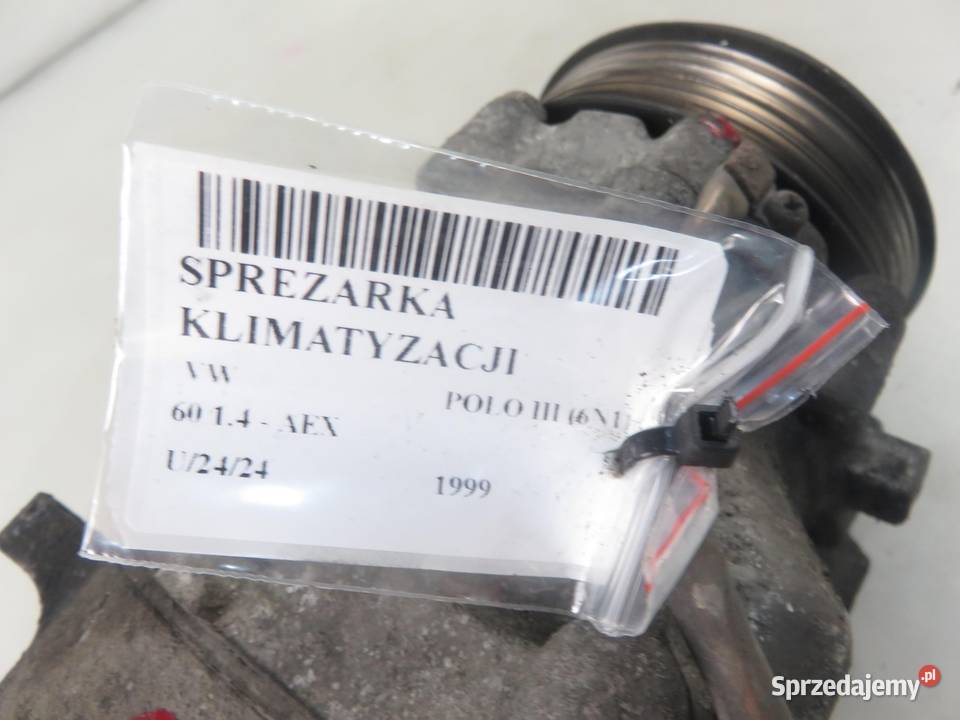 SPREZARKA
KLIMATYZACJI
VW
POLO III (6N1)
60 1.4 - AEX
U/24/24
1999
Sprzedajemy.pl